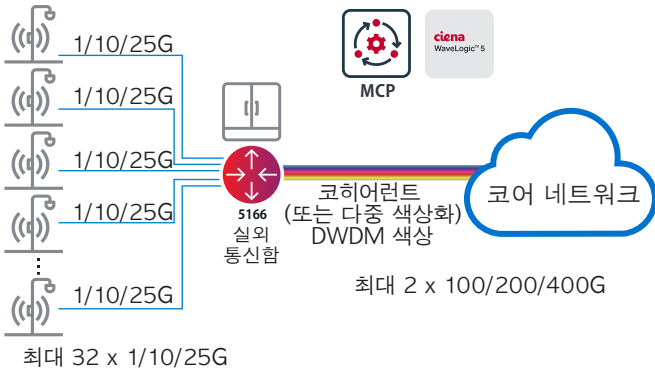 1/10/25G
1/10/25G
1/10/25G
1/10/25G
1/10/25G
최대 32 x 1/10/25G
MCP
ciena
WaveLogic™ 5
5166
실외
통신함
코히어런트
(또는 다중 색상화)
DWDM 색상
최대 2 x 100/200/400G
코어 네트워크